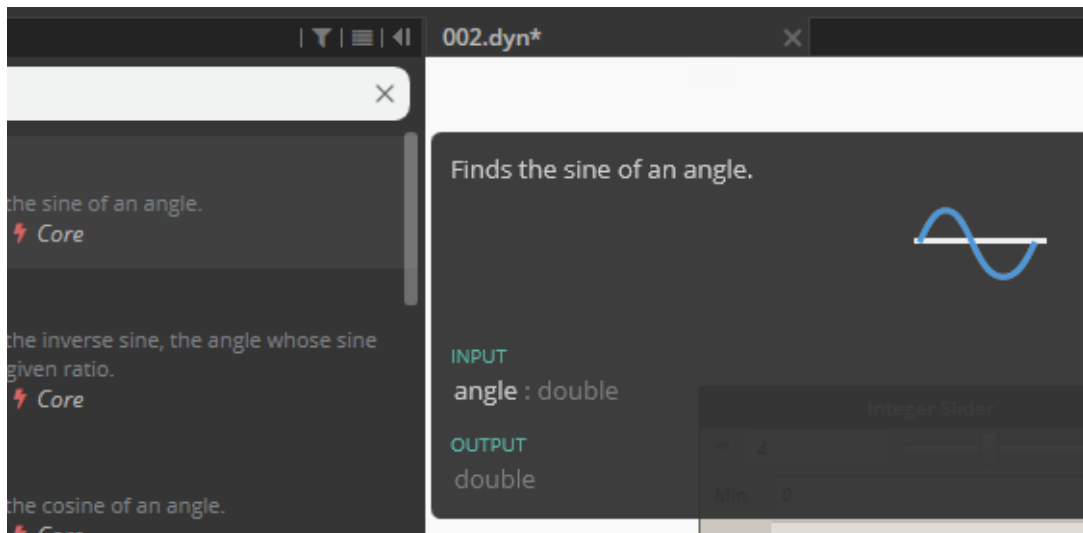 002.dyn*
the sine of an angle.
Core
the inverse sine, the angle whose sine
given ratio.
Core
the cosine of an angle.
Core
Finds the sine of an angle.
INPUT
angle : double
OUTPUT
double
Integer Slider
4
Min 0